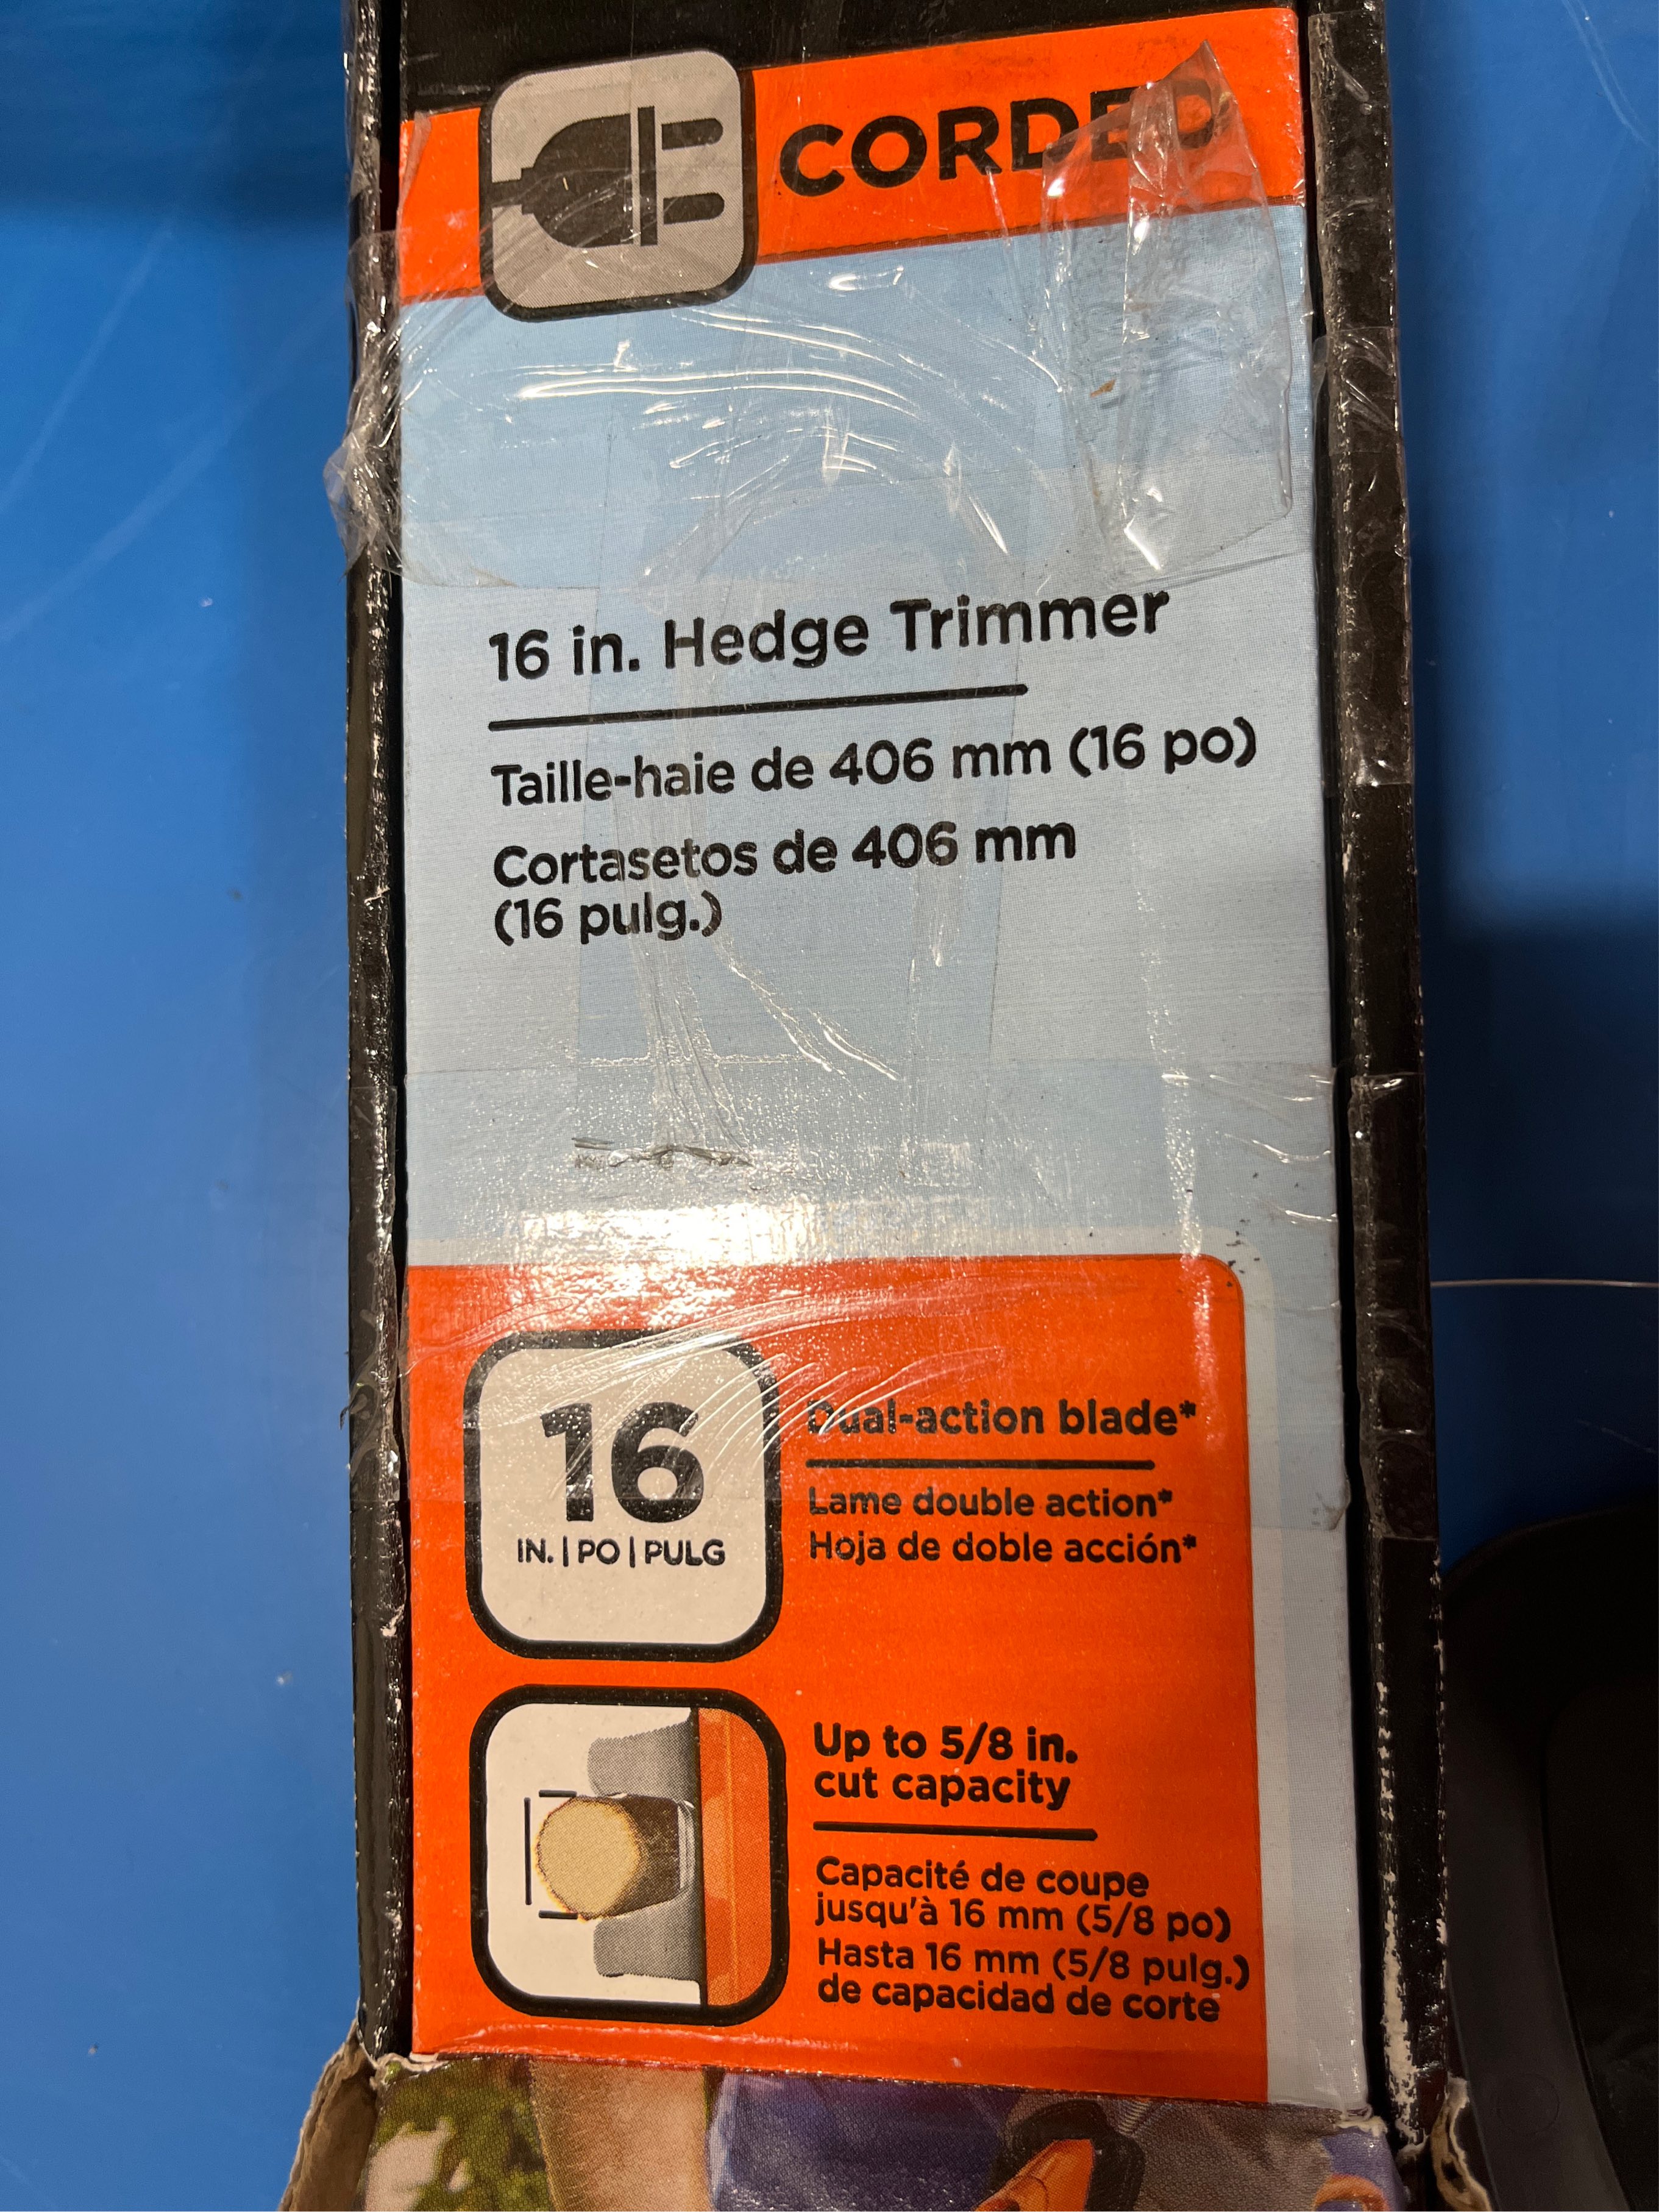 CORDED
16 in. Hedge Trimmer
Taille-haie de 406 mm (16 po)
Cortasetos de 406 mm
(16 pulg.)
16
IN. | PO | PULG
Dual-action blade*
Lame double action*
Hoja de doble acción*
Up to 5/8 in.
cut capacity
Capacité de coupe
jusqu'à 16 mm (5/8 po)
Hasta 16 mm (5/8 pulg.)
de capacidad de corte